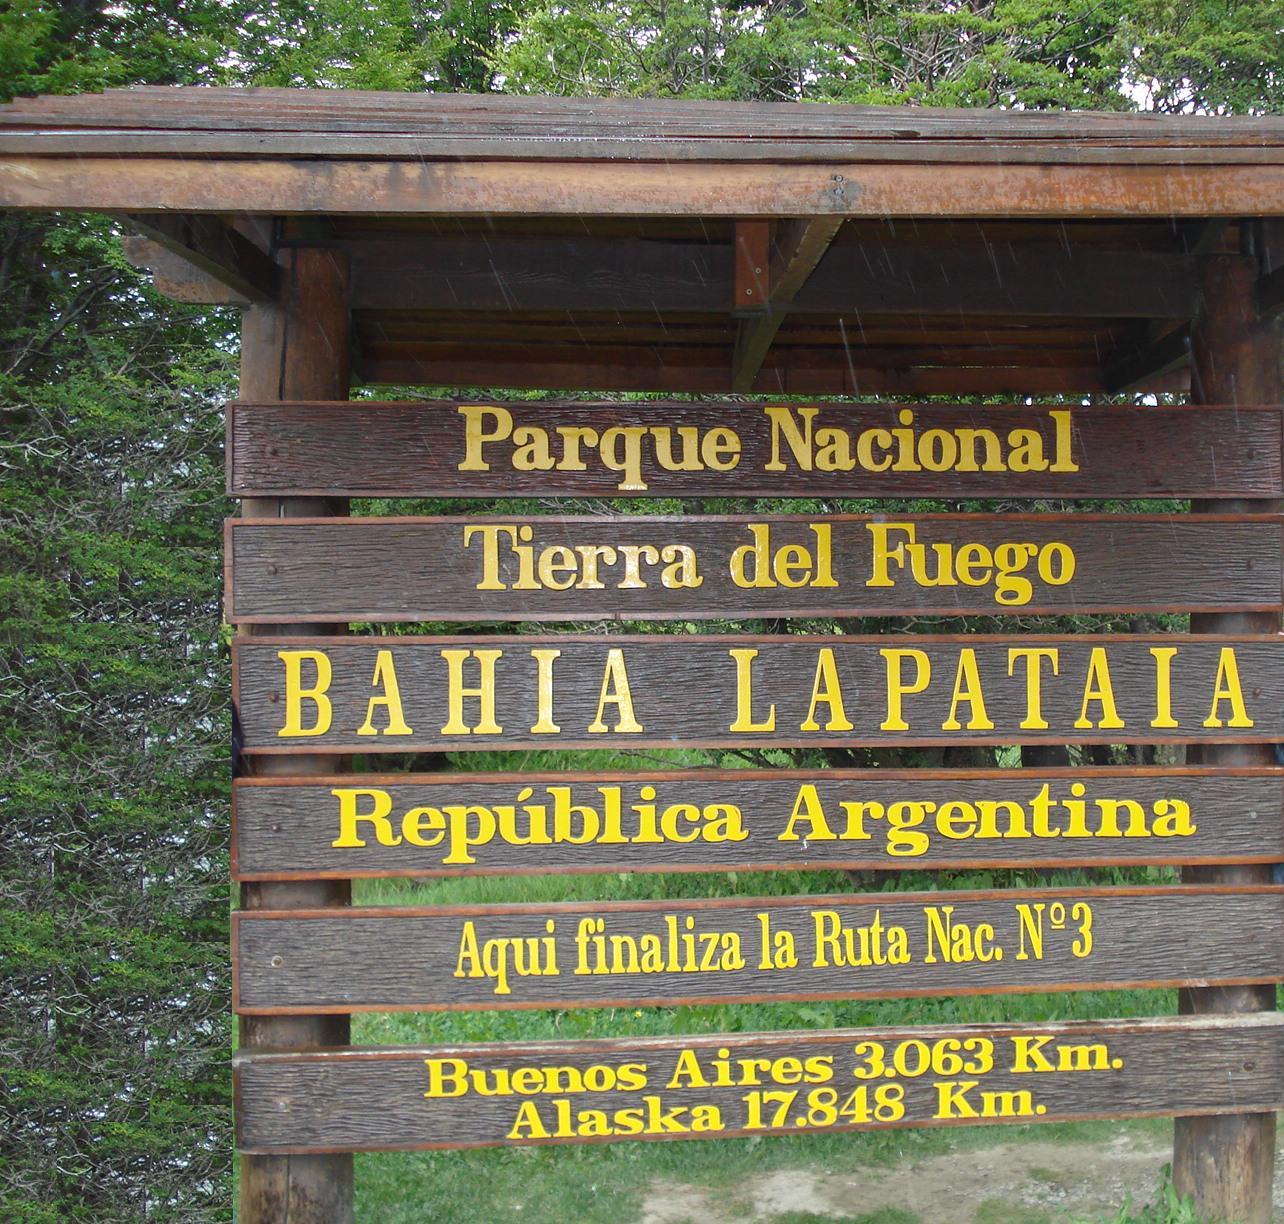 Parque Nacional
Tierra del Fuego
BAHIA LAPATAIA
República Argentina
Aqui finaliza la Ruta Nac. Nº3
Buenos Aires 3.063 Km.
Alaska 17.848 Km.